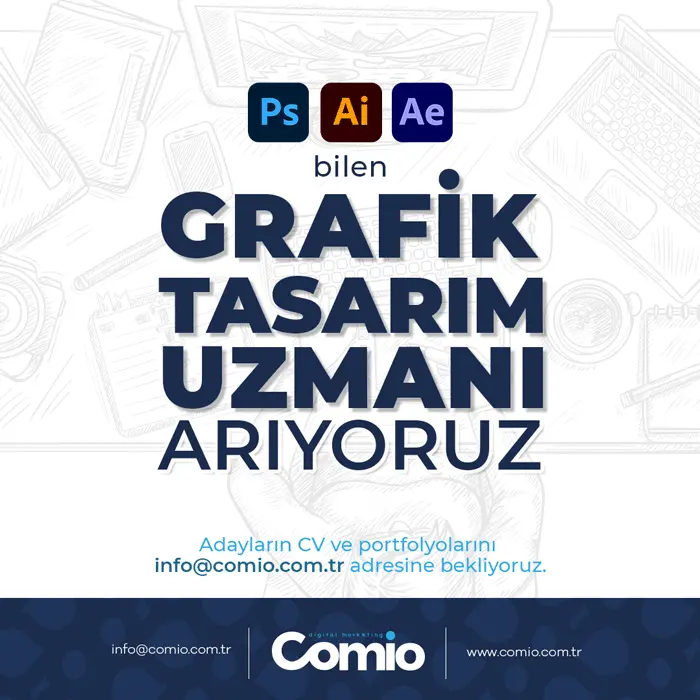 Ps Ai Ae
bilen
GRAFİK
TASARIM
UZMANI
ARIYORUZ
Adayların CV ve portfolyolarını
info@comio.com.tr adresine bekliyoruz.
info@comio.com.tr
digital marketing
Comio
www.comio.com.tr